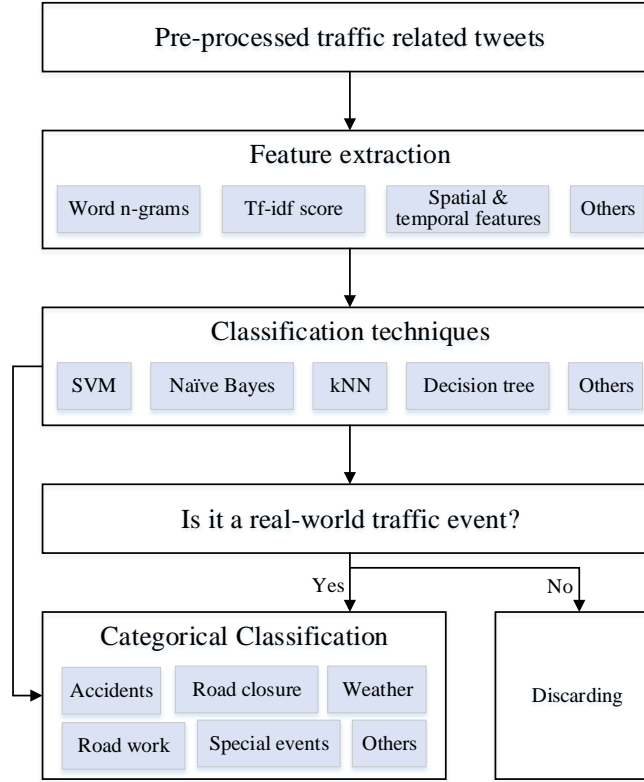 Pre-processed traffic related tweets
Feature extraction
Word n-grams
Tf-idf score
Spatial &
temporal features
Others
Classification techniques
SVM
Naïve Bayes
kNN
Decision tree
Others
Is it a real-world traffic event?
Yes
No
Categorical Classification
Accidents
Road closure
Weather
Road work
Special events
Others
Discarding